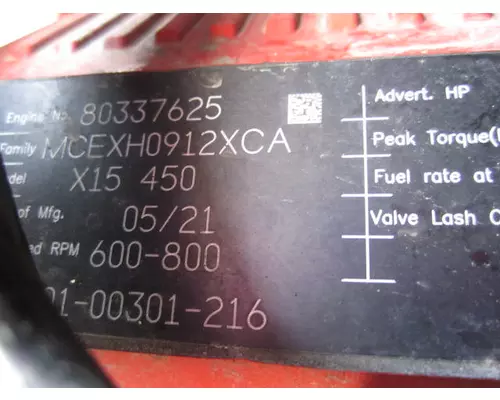 Engine No. 80337625
Family MCEXH0912XCA
del X15 450
of Mfg. 05/21
ed RPM 600-800
01-00301-216
Advert. HP
Peak Torque(
Fuel rate at
Valve Lash C